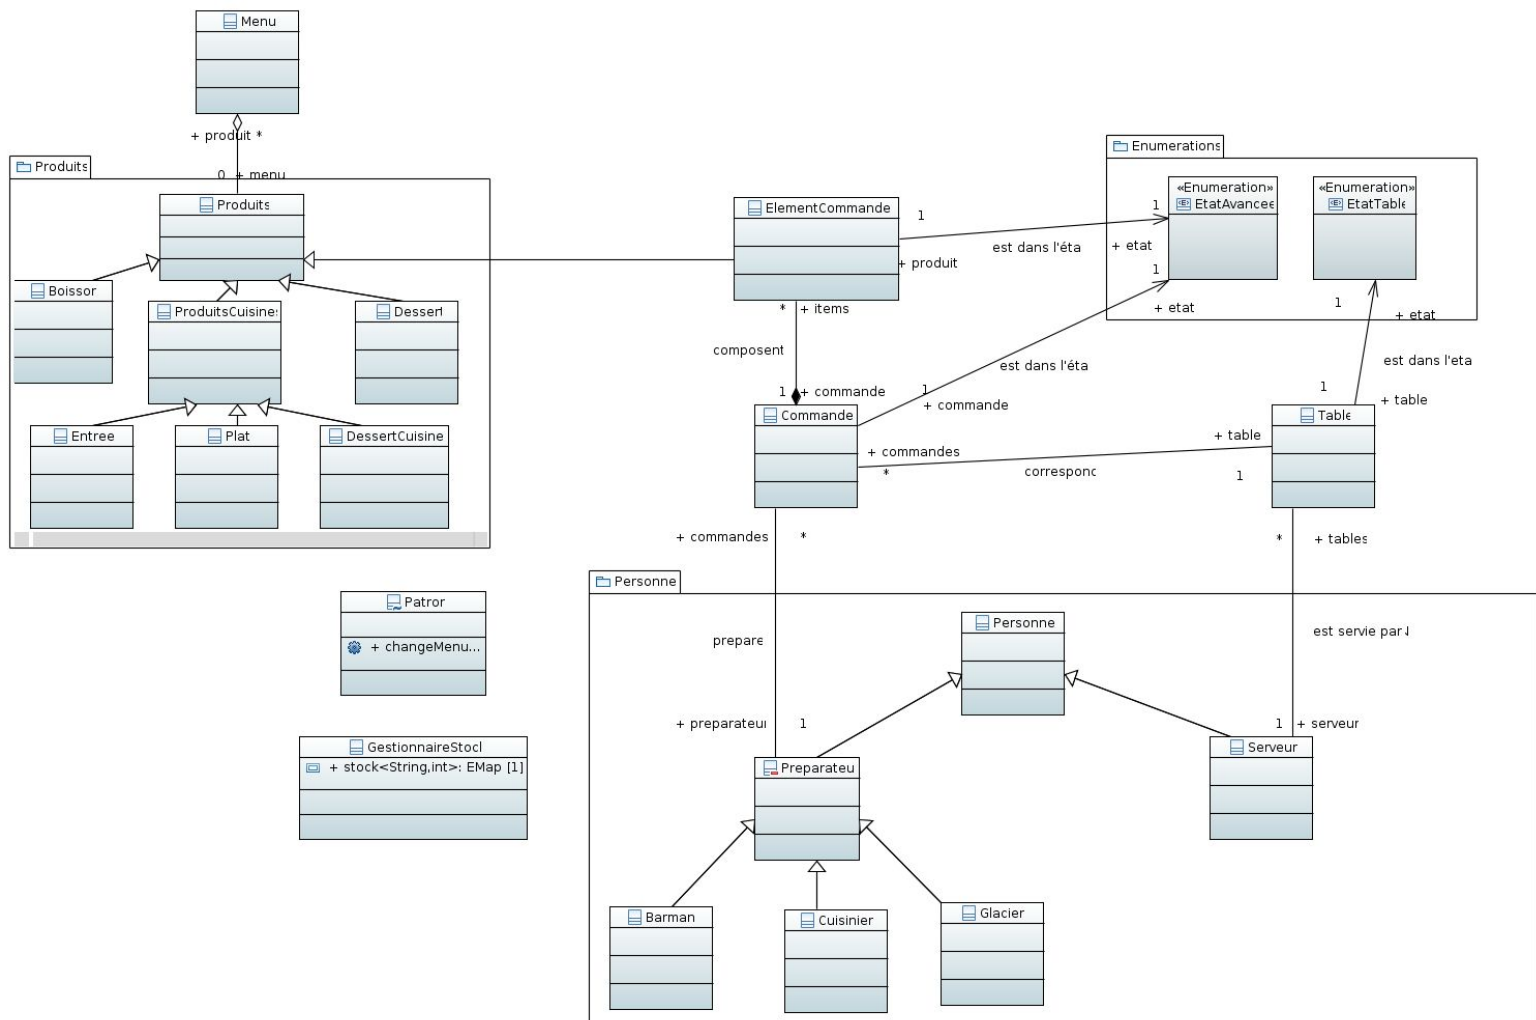 Menu
+ produit *
Produits
0 + menu
Produits
Boissor
ProduitsCuisine
Dessert
Entree
Plat
DessertCuisine
Enumerations
«Enumeration»
EtatAvancee
«Enumeration»
EtatTable
ElementCommande
1
1
est dans l'éta
+ etat
+ produit
1
+ etat
1
+ etat
* + items
composent
est dans l'éta
est dans l'eta
1 + commande
1
+ commande
1
+ table
Commande
Table
+ commandes
*
+ table
correspond
1
+ commandes *
* + tables
Personne
Patror
+ changeMenu...
Personne
prepare
est servie par
+ preparateur 1
1 + serveur
GestionnaireStocl
+ stock<String,int>: EMap [1]
Preparateu
Serveur
Barman
Cuisinier
Glacier